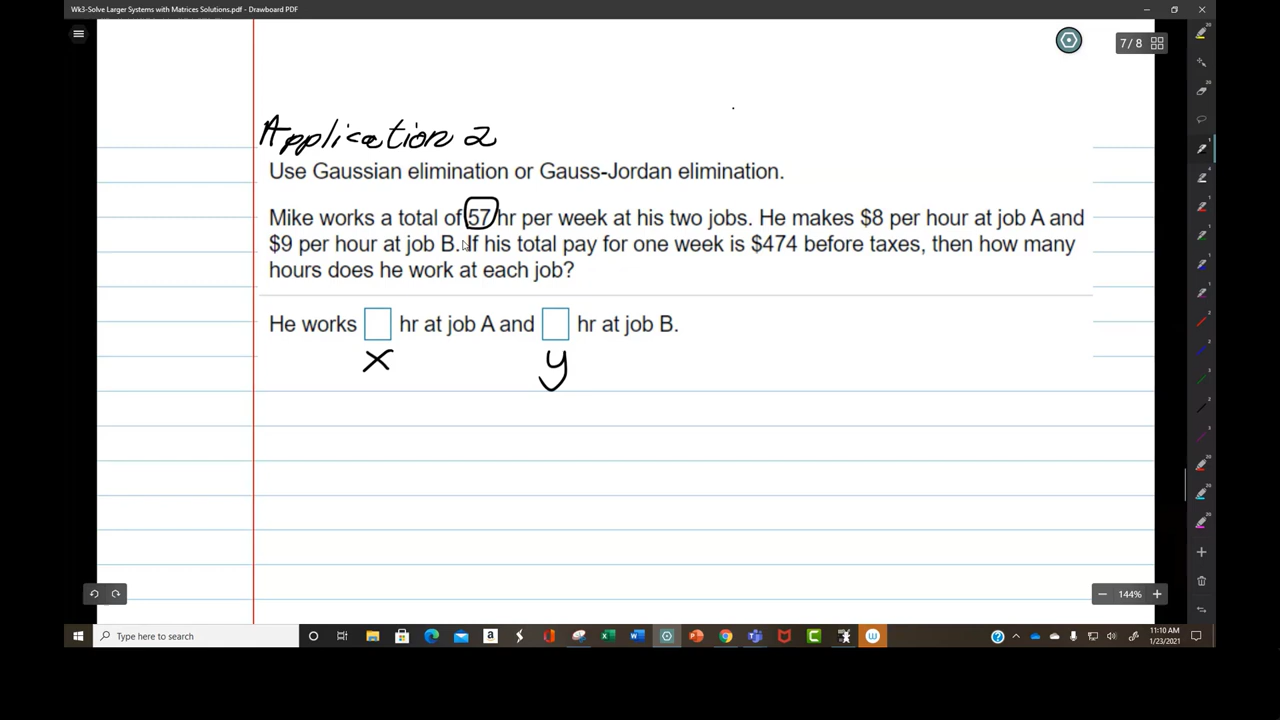 Wk3-Solve Larger Systems with Matrices Solutions.pdf - Drawboard PDF
7 / 8
Application 2
Use Gaussian elimination or Gauss-Jordan elimination.
Mike works a total of 57 hr per week at his two jobs. He makes $8 per hour at job A and
$9 per hour at job B. If his total pay for one week is $474 before taxes, then how many
hours does he work at each job?
He works hr at job A and hr at job B.
x y
144%
Type here to search
11:10 AM
1/23/2021